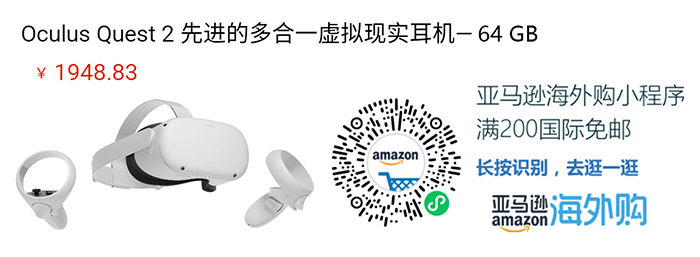 Oculus Quest 2 先进的多合一虚拟现实耳机— 64 GB
¥ 1948.83
amazon
亚马逊海外购小程序
满200国际免邮
长按识别，去逛一逛
亚马逊
amazon
海外购